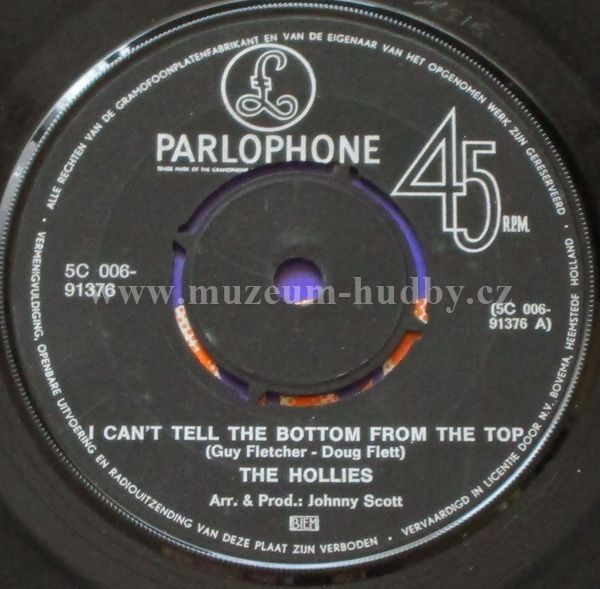 ALLE RECHTEN VAN DE GRAMOFOONPLATENFABRIKANT EN VAN DE EIGENAAR VAN HET OPGENOMEN WERK ZIJN GERESERVEERD
£
PARLOPHONE
TRADE MARK OF THE GRAMOPHONE
45 R.P.M.
5C 006-
91376
www.muzeum-hudby.cz
(5C 006-
91376 A)
I CAN'T TELL THE BOTTOM FROM THE TOP
(Guy Fletcher - Doug Flett)
THE HOLLIES
Arr. & Prod.: Johnny Scott
BIEM
VERMENIGVULDIGING, OPENBARE UITVOERING EN RADIOUITZENDING VAN DEZE PLAAT ZIJN VERBODEN • VERVAARDIGD IN LICENTIE DOOR N.V. BOVEMA, HEEMSTEDE HOLLAND •